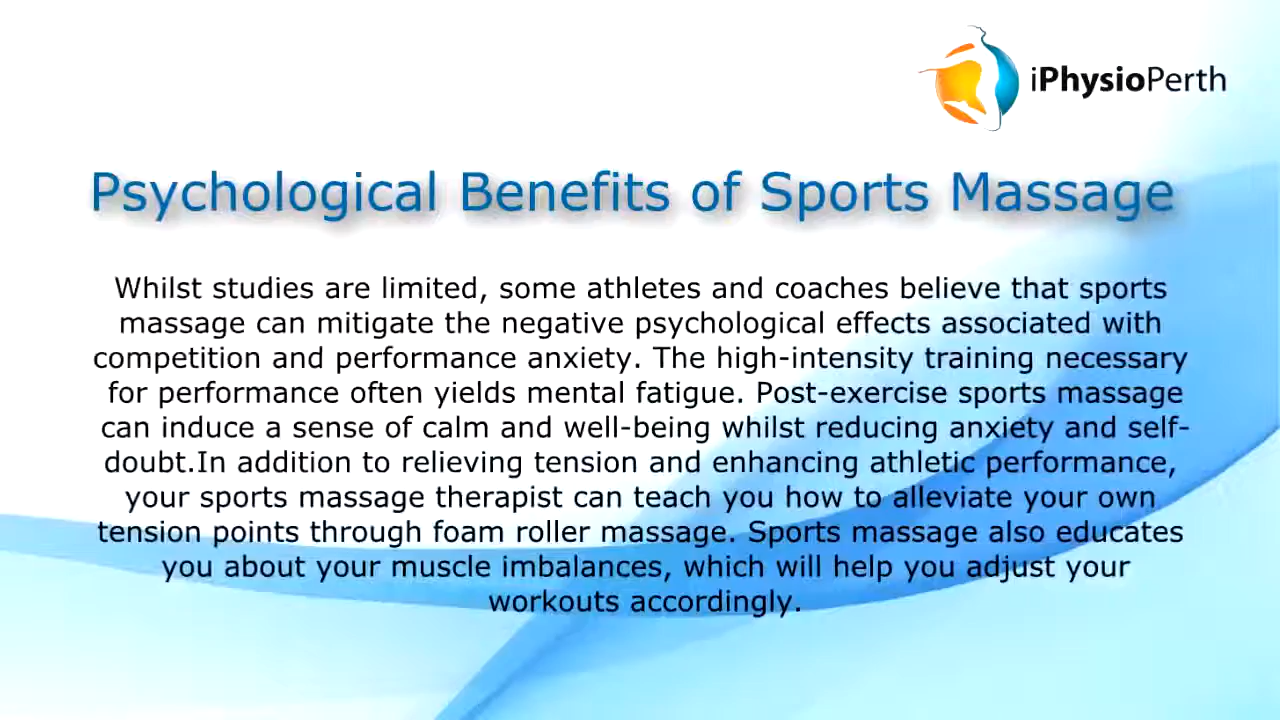 iPhysioPerth
Psychological Benefits of Sports Massage
Whilst studies are limited, some athletes and coaches believe that sports
massage can mitigate the negative psychological effects associated with
competition and performance anxiety. The high-intensity training necessary
for performance often yields mental fatigue. Post-exercise sports massage
can induce a sense of calm and well-being whilst reducing anxiety and self-
doubt.In addition to relieving tension and enhancing athletic performance,
your sports massage therapist can teach you how to alleviate your own
tension points through foam roller massage. Sports massage also educates
you about your muscle imbalances, which will help you adjust your
workouts accordingly.